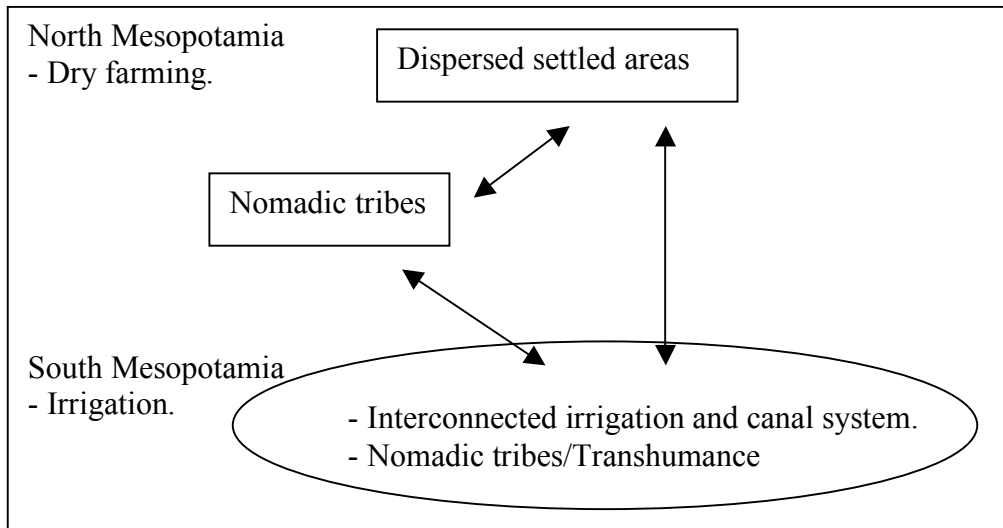 North Mesopotamia
- Dry farming.
Dispersed settled areas
Nomadic tribes
South Mesopotamia
- Irrigation.
- Interconnected irrigation and canal system.
- Nomadic tribes/Transhumance